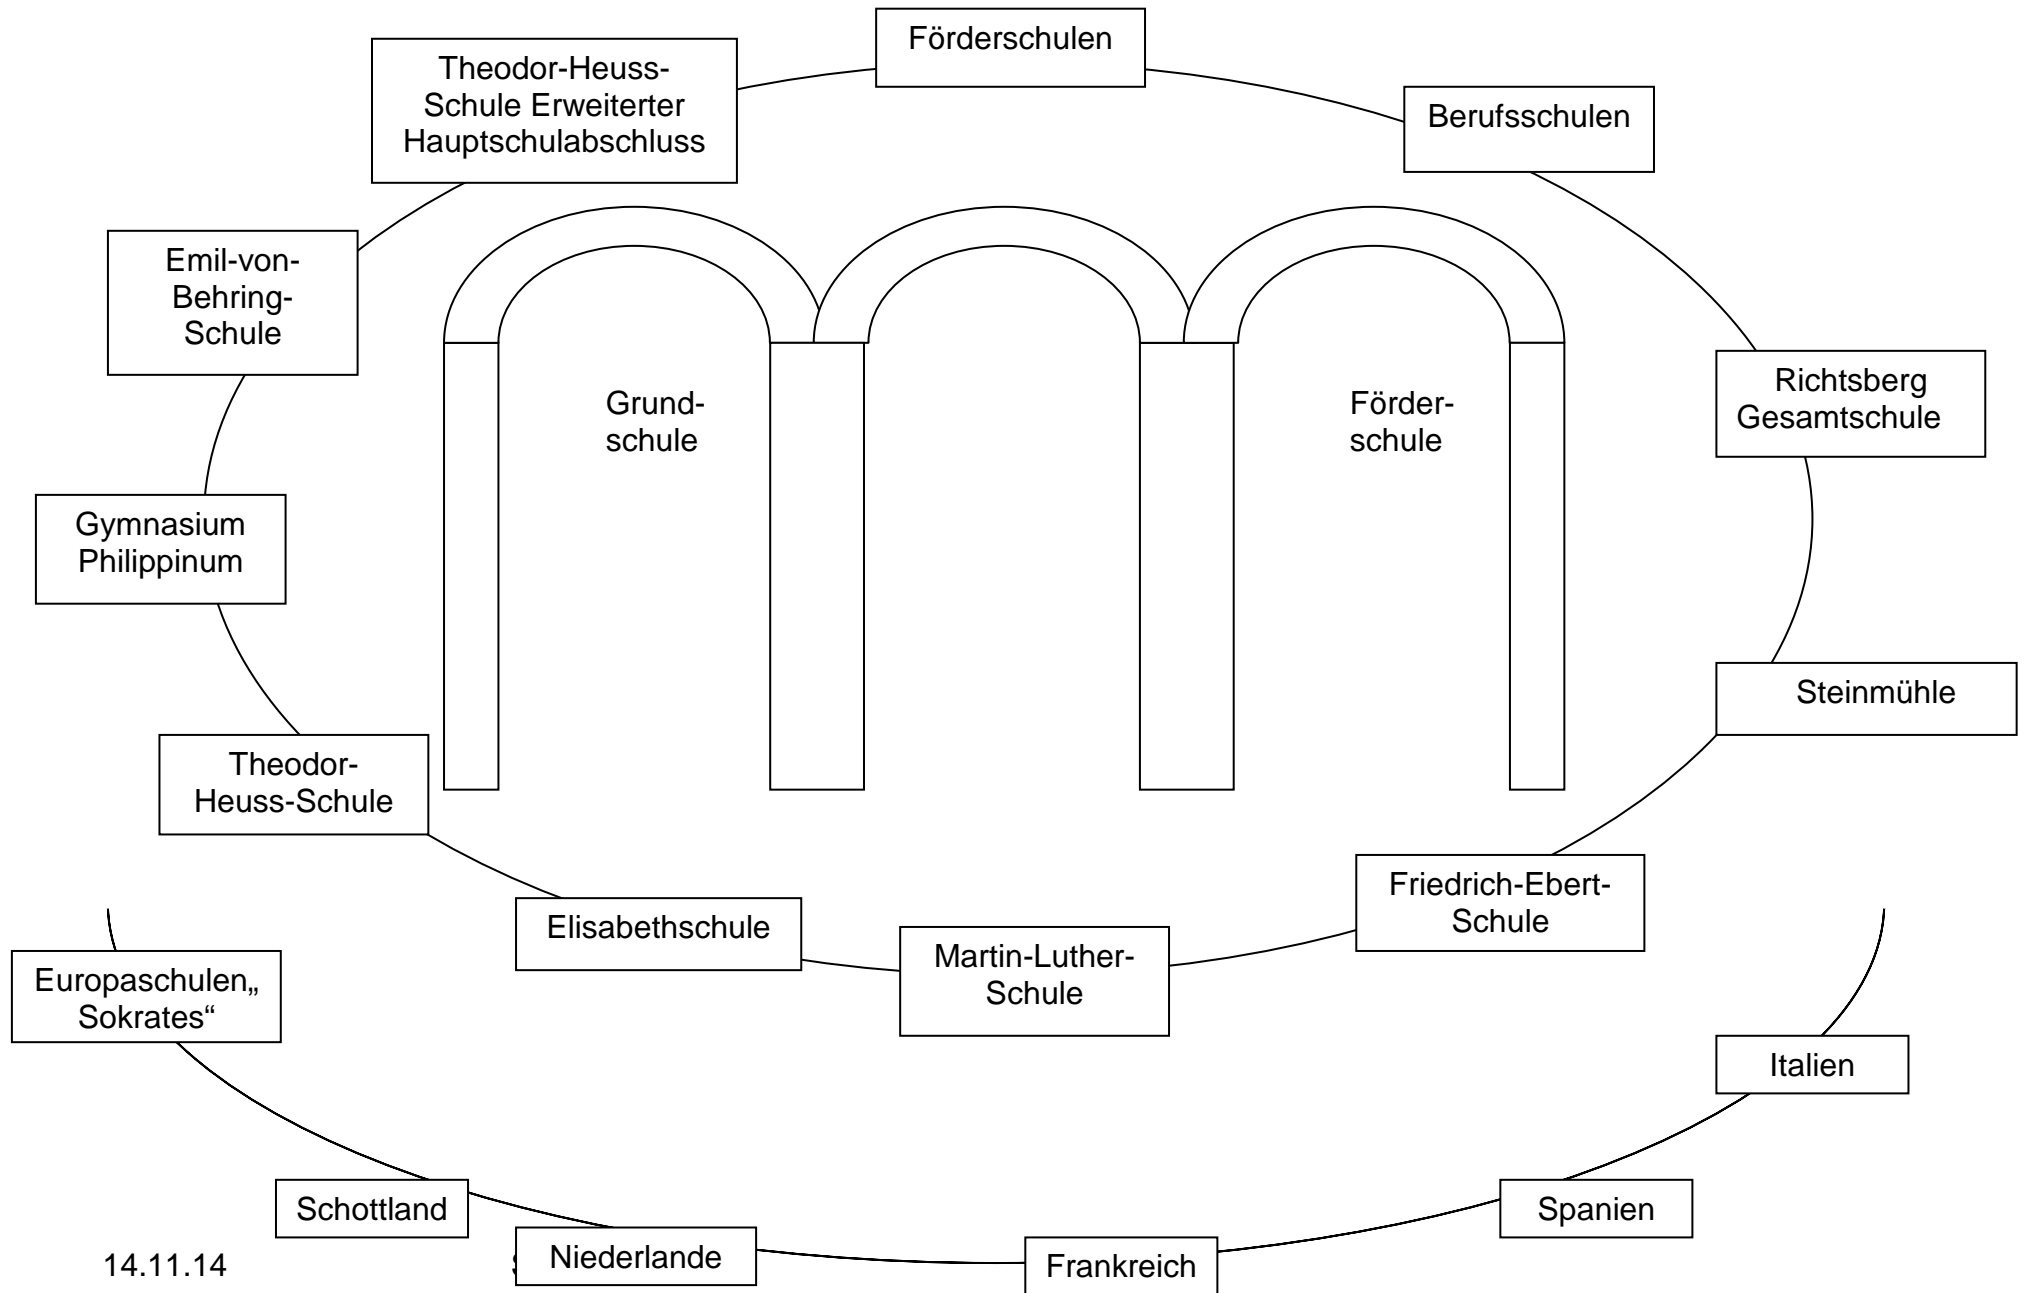 Förderschulen
Theodor-Heuss-
Schule Erweiterter
Hauptschulabschluss
Berufsschulen
Emil-von-
Behring-
Schule
Richtsberg
Gesamtschule
Grund-
schule
Förder-
schule
Gymnasium
Philippinum
Steinmühle
Theodor-
Heuss-Schule
Friedrich-Ebert-
Schule
Elisabethschule
Martin-Luther-
Schule
Europaschulen„
Sokrates“
Italien
Schottland
Spanien
Niederlande
Frankreich
14.11.14